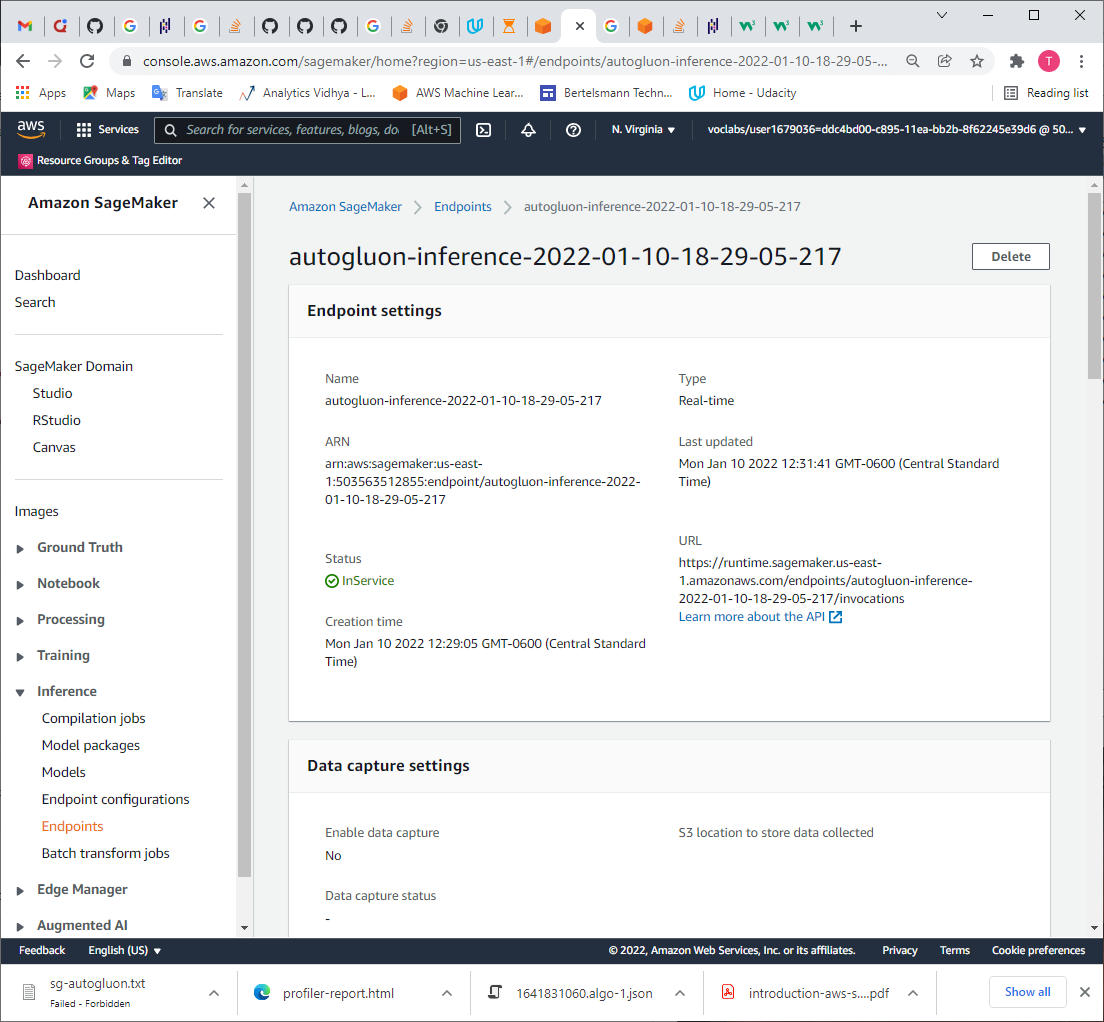 console.aws.amazon.com/sagemaker/home?region=us-east-1#/endpoints/autogluon-inference-2022-01-10-18-29-05-...
T
Apps
Maps
Translate
Analytics Vidhya - L...
AWS Machine Lear...
Bertelsmann Techn...
Home - Udacity
Reading list
aws
Services
Search for services, features, blogs, do
[Alt+S]
N. Virginia
voclabs/user1679036=ddc4bd00-c895-11ea-bb2b-8f62245e39d6 @ 50...
Resource Groups & Tag Editor
Amazon SageMaker
Dashboard
Search
SageMaker Domain
Studio
RStudio
Canvas
Images
Ground Truth
Notebook
Processing
Training
Inference
Compilation jobs
Model packages
Models
Endpoint configurations
Endpoints
Batch transform jobs
Edge Manager
Augmented AI
Amazon SageMaker
Endpoints
autogluon-inference-2022-01-10-18-29-05-217
autogluon-inference-2022-01-10-18-29-05-217
Delete
Endpoint settings
Name
autogluon-inference-2022-01-10-18-29-05-217
ARN
arn:aws:sagemaker:us-east-
1:503563512855:endpoint/autogluon-inference-2022-
01-10-18-29-05-217
Status
InService
Creation time
Mon Jan 10 2022 12:29:05 GMT-0600 (Central Standard
Time)
Type
Real-time
Last updated
Mon Jan 10 2022 12:31:41 GMT-0600 (Central Standard
Time)
URL
https://runtime.sagemaker.us-east-
1.amazonaws.com/endpoints/autogluon-inference-
2022-01-10-18-29-05-217/invocations
Learn more about the API
Data capture settings
Enable data capture
No
Data capture status
-
S3 location to store data collected
Feedback
English (US)
© 2022, Amazon Web Services, Inc. or its affiliates.
Privacy
Terms
Cookie preferences
sg-autogluon.txt
Failed - Forbidden
profiler-report.html
1641831060.algo-1.json
introduction-aws-s....pdf
Show all